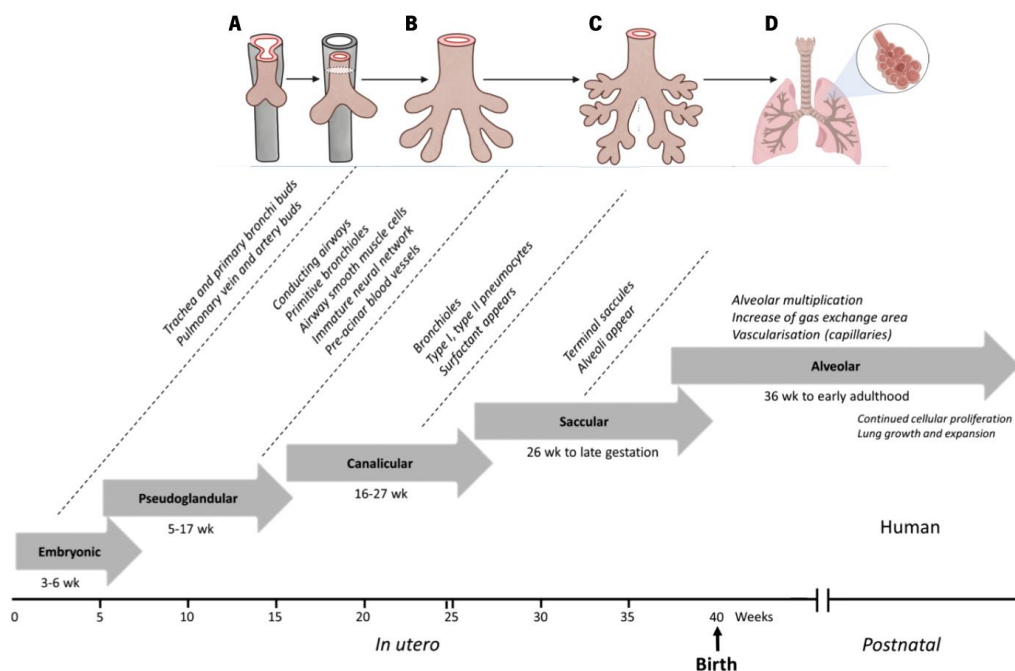 A
B
C
D
Trachea and primary bronchi buds
Pulmonary vein and artery buds
Conducting airways
Primitive bronchioles
Airway smooth muscle cells
Immature neural network
Pre-acinar blood vessels
Bronchioles
Type I, type II pneumocytes
Surfactant appears
Terminal saccules
Alveoli appear
Alveolar multiplication
Increase of gas exchange area
Vascularisation (capillaries)
Alveolar
36 wk to early adulthood
Continued cellular proliferation
Lung growth and expansion
Saccular
26 wk to late gestation
Canalicular
16-27 wk
Pseudoglandular
5-17 wk
Embryonic
3-6 wk
Human
0 5 10 15 20 25 30 35 40 Weeks
In utero
Birth
Postnatal